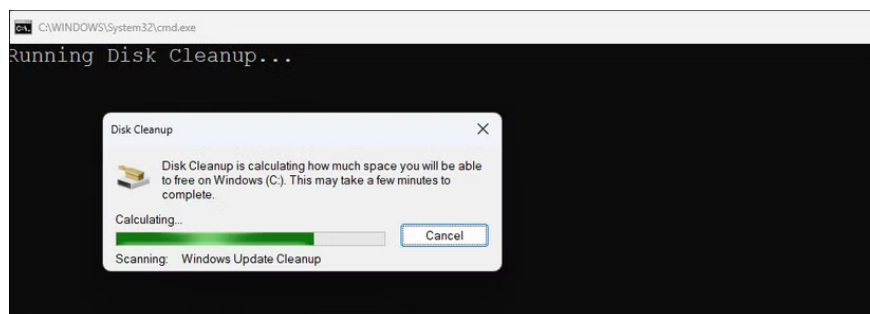 C:\WINDOWS\System32\cmd.exe
Running Disk Cleanup...
Disk Cleanup
Disk Cleanup is calculating how much space you will be able
to free on Windows (C:). This may take a few minutes to
complete.
Calculating...
Cancel
Scanning: Windows Update Cleanup